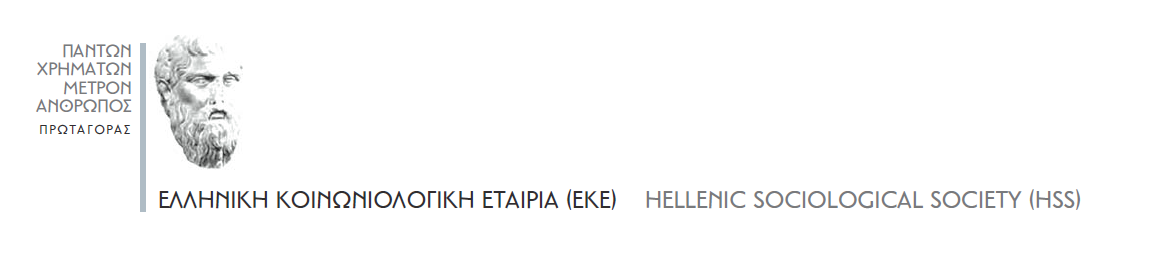 ΠΑΝΤΩΝ
ΧΡΗΜΑΤΩΝ
ΜΕΤΡΟΝ
ΑΝΘΡΩΠΟΣ
ΠΡΩΤΑΓΟΡΑΣ
ΕΛΛΗΝΙΚΗ ΚΟΙΝΩΝΙΟΛΟΓΙΚΗ ΕΤΑΙΡΙΑ (ΕΚΕ) HELLENIC SOCIOLOGICAL SOCIETY (HSS)